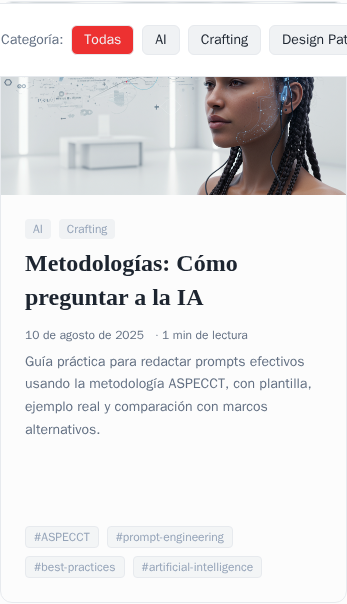 Categoría: Todas AI Crafting Design Pat
AI Crafting
Metodologías: Cómo
preguntar a la IA
10 de agosto de 2025 · 1 min de lectura
Guía práctica para redactar prompts efectivos
usando la metodología ASPECCT, con plantilla,
ejemplo real y comparación con marcos
alternativos.
#ASPECCT #prompt-engineering
#best-practices #artificial-intelligence